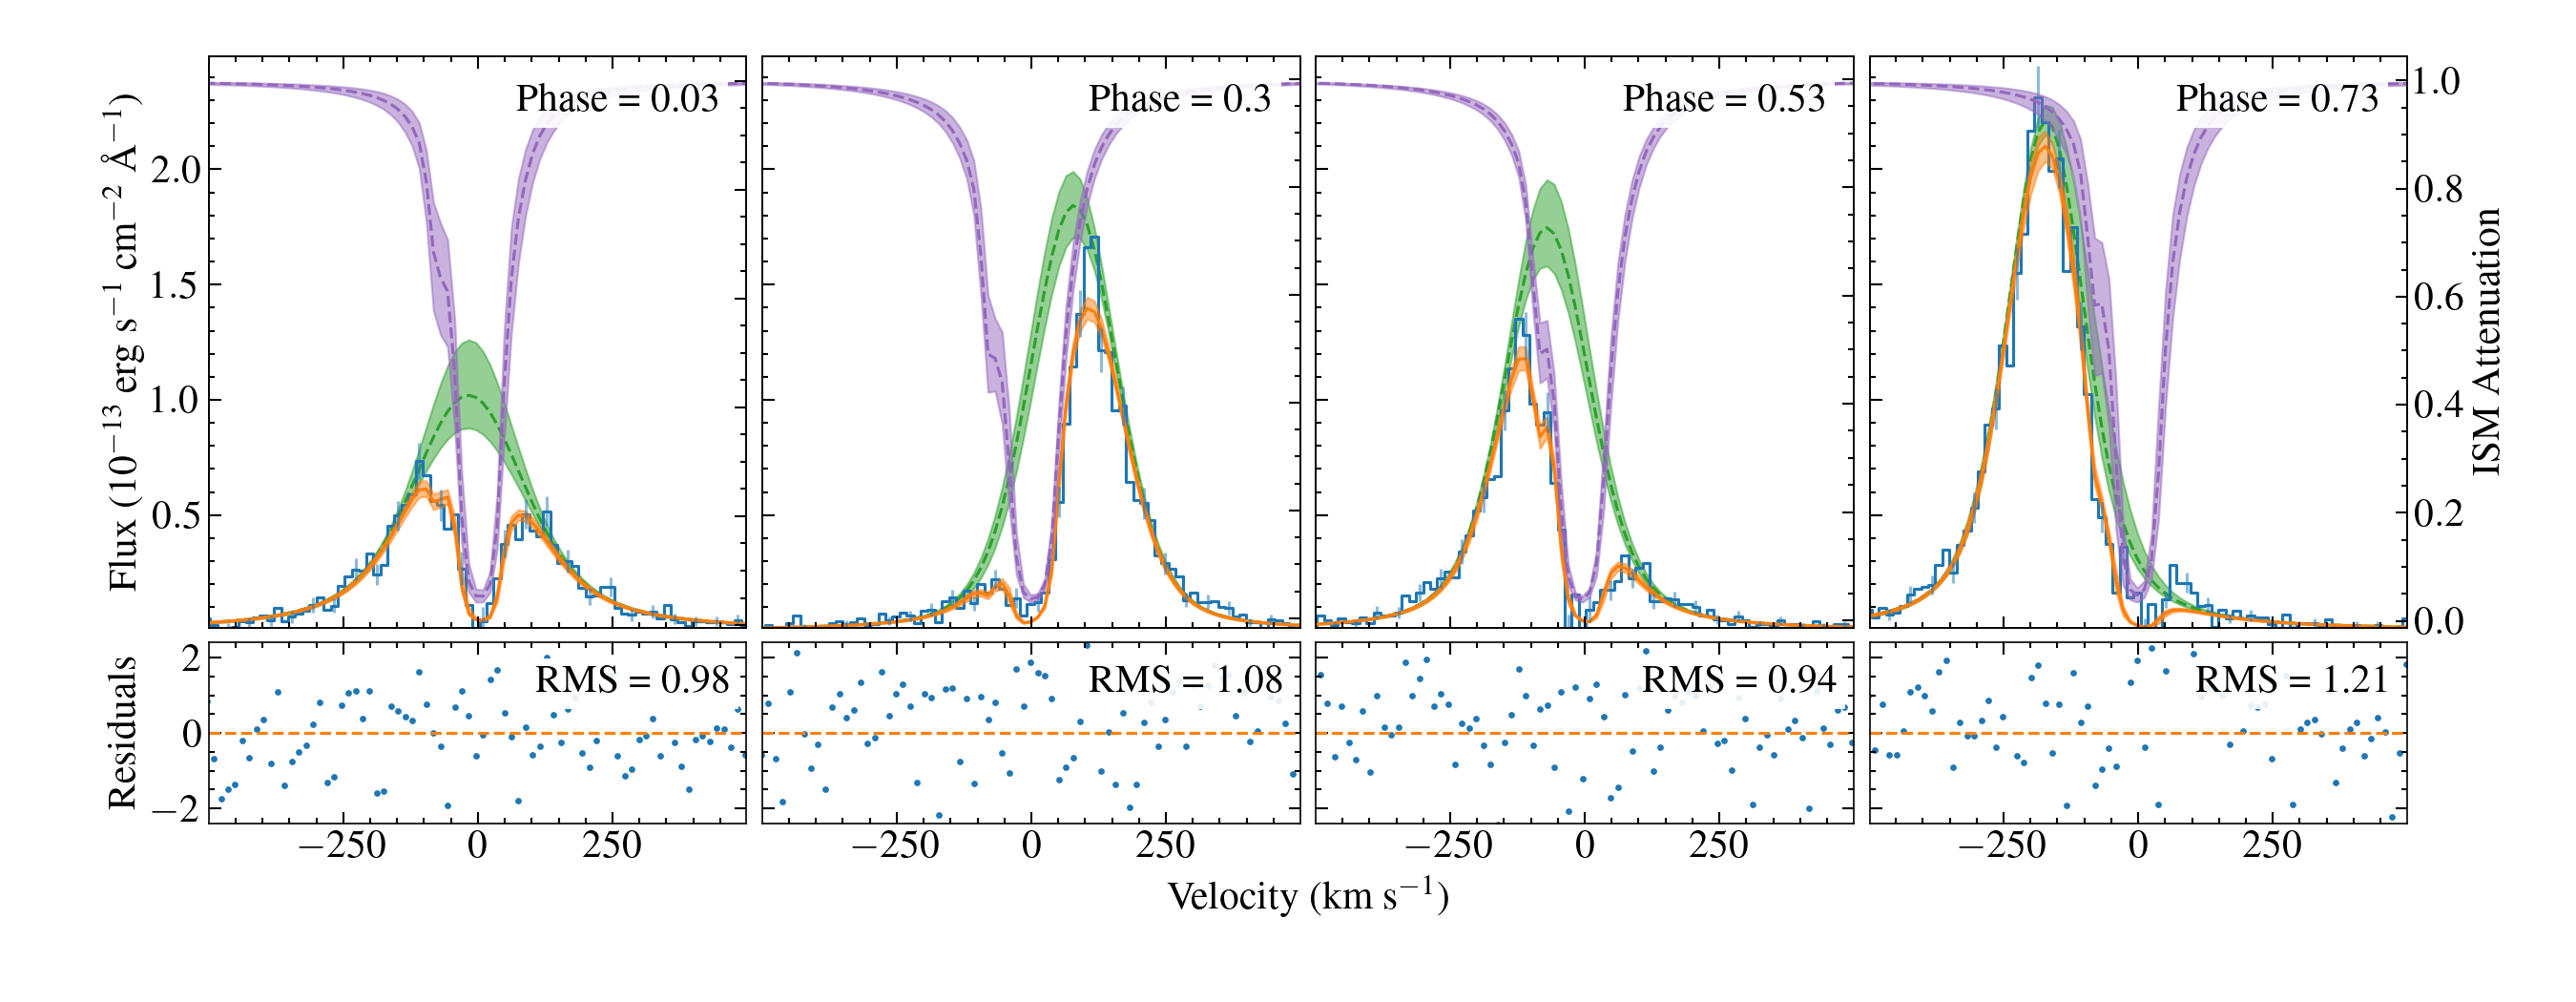 Flux (10⁻¹³ erg s⁻¹ cm⁻² Å⁻¹)
2.0
1.5
1.0
0.5
Phase = 0.03
Phase = 0.3
Phase = 0.53
Phase = 0.73
1.0
0.8
0.6
0.4
0.2
0.0
ISM Attenuation
Residuals
2
0
−2
RMS = 0.98
RMS = 1.08
RMS = 0.94
RMS = 1.21
−250 0 250
−250 0 250
−250 0 250
−250 0 250
Velocity (km s⁻¹)